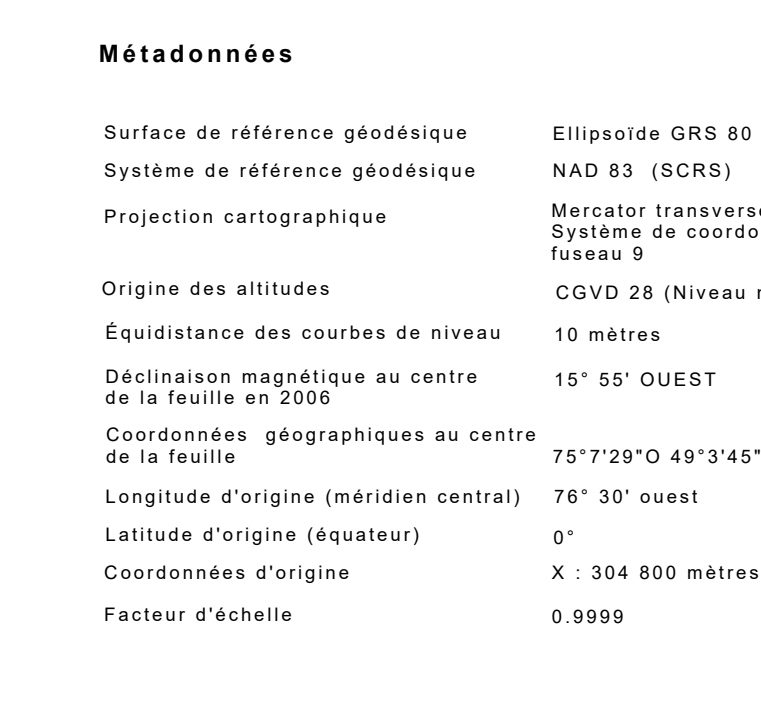 Métadonnées
Surface de référence géodésique Ellipsoïde GRS 80
Système de référence géodésique NAD 83 (SCRS)
Projection cartographique Mercator
Système de
fuseau 9
Origine des altitudes CGVD 28 (Niveau
Équidistance des courbes de niveau 10 mètres
Déclinaison magnétique au centre 15° 55' OUEST
de la feuille en 2006
Coordonnées géographiques au centre
de la feuille 75°7'29"O 49°3'45"
Longitude d'origine (méridien central) 76° 30' ouest
Latitude d'origine (équateur) 0°
Coordonnées d'origine X : 304 800 mètres
Facteur d'échelle 0.9999